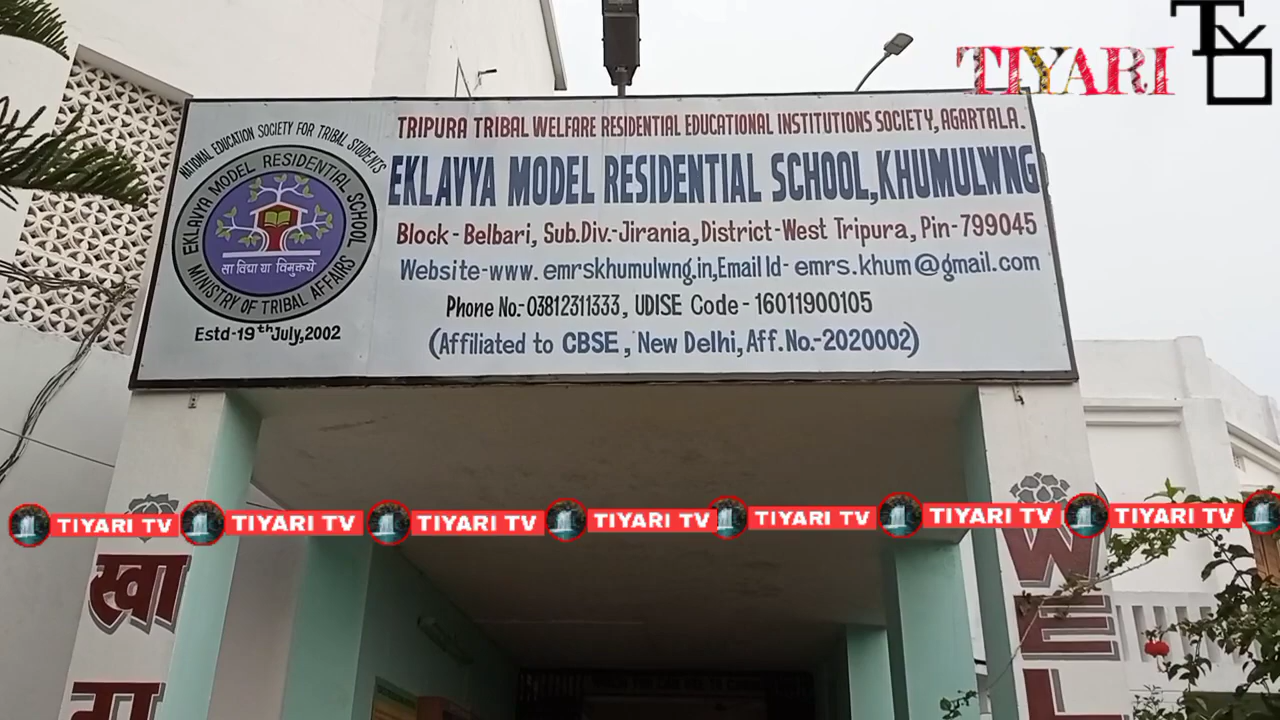 TIYARI
TV
TRIPURA TRIBAL WELFARE RESIDENTIAL EDUCATIONAL INSTITUTIONS SOCIETY, AGARTALA.
EKLAVYA MODEL RESIDENTIAL SCHOOL,KHUMULWNG
Block-Belbari, Sub.Div.-Jirania, District-West Tripura, Pin-799045
Website-www. emrskhumulwng.in,Email Id- emrs.khum@gmail.com
Phone No.-03812311333, UDISE Code-16011900105
(Affiliated to CBSE, New Delhi, Aff.No.-2020002)
NATIONAL EDUCATION SOCIETY FOR TRIBAL STUDENTS
EKLAVYA MODEL RESIDENTIAL SCHOOL
सा विद्या या विमुक्तये
MINISTRY OF TRIBAL AFFAIRS
Estd-19th July,2002
TIYARI TV TIYARI TV TIYARI TV TIYARI TV TIYARI TV TIYARI TV TIYARI TV
स्वा
ग
W
E
L